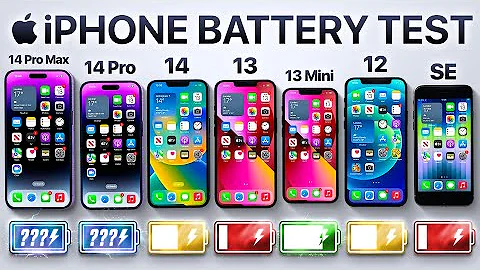 iPHONE BATTERY TEST
14 Pro Max
14 Pro
14
13
13 Mini
12
SE
???
???